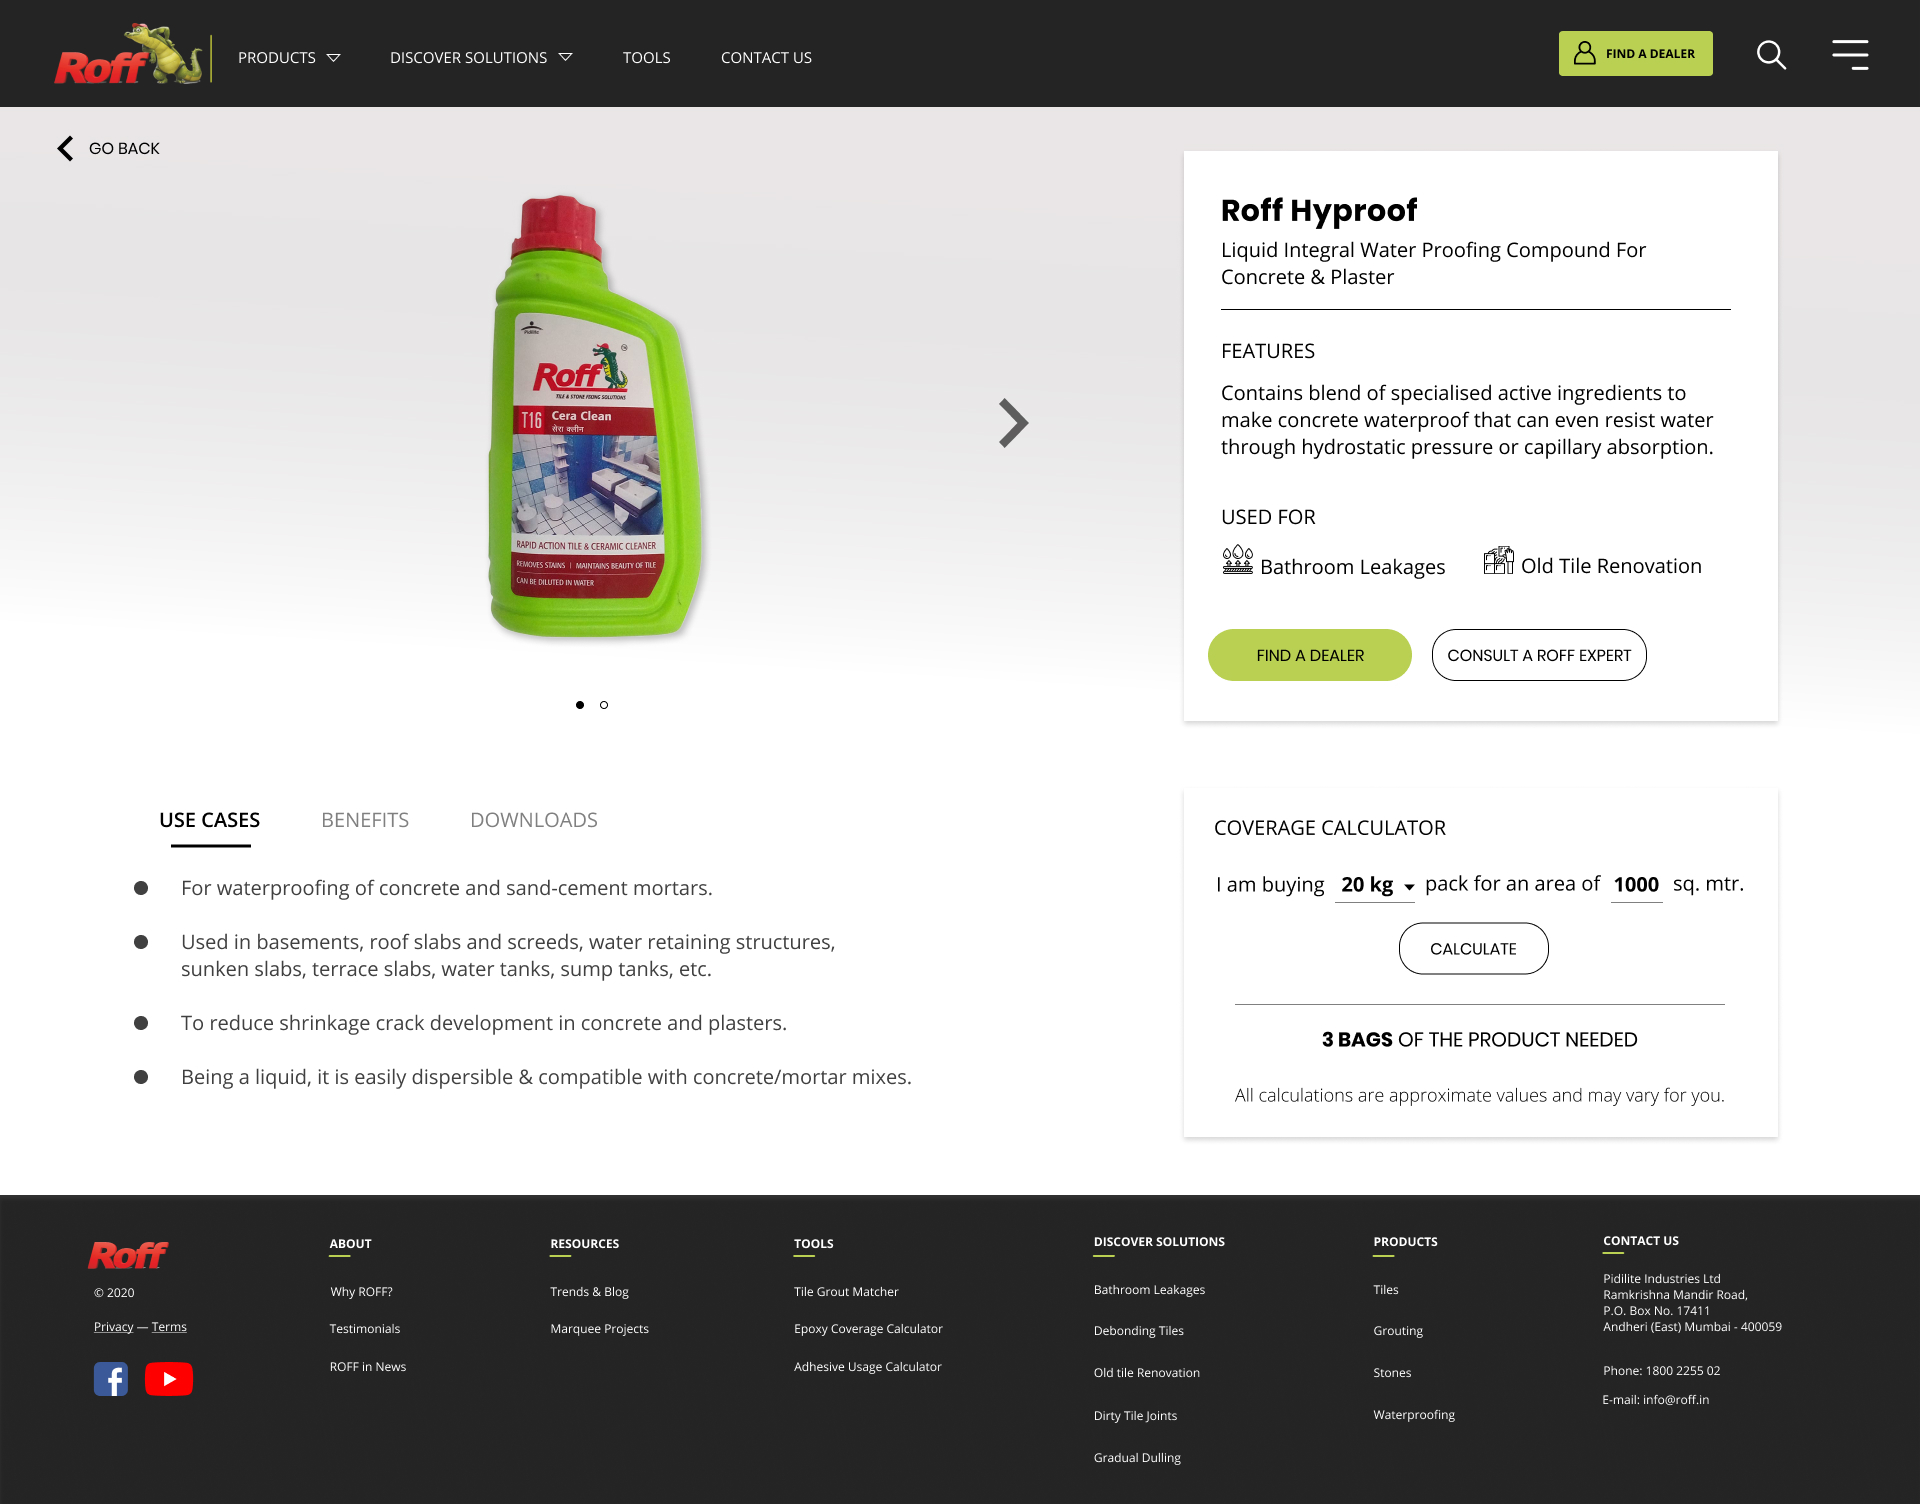 Roff
PRODUCTS
DISCOVER SOLUTIONS
TOOLS
CONTACT US
FIND A DEALER
GO BACK
Pidilite
Roff
TILE & STONE FIXING SOLUTIONS
T16 Cera Clean
सेरा क्लीन
RAPID ACTION TILE & CERAMIC CLEANER
REMOVES STAINS | MAINTAINS BEAUTY OF TILE
CAN BE DILUTED IN WATER
Roff Hyproof
Liquid Integral Water Proofing Compound For
Concrete & Plaster
FEATURES
Contains blend of specialised active ingredients to
make concrete waterproof that can even resist water
through hydrostatic pressure or capillary absorption.
USED FOR
Bathroom Leakages
Old Tile Renovation
FIND A DEALER
CONSULT A ROFF EXPERT
USE CASES
BENEFITS
DOWNLOADS
For waterproofing of concrete and sand-cement mortars.
Used in basements, roof slabs and screeds, water retaining structures,
sunken slabs, terrace slabs, water tanks, sump tanks, etc.
To reduce shrinkage crack development in concrete and plasters.
Being a liquid, it is easily dispersible & compatible with concrete/mortar mixes.
COVERAGE CALCULATOR
I am buying 20 kg pack for an area of 1000 sq. mtr.
CALCULATE
3 BAGS OF THE PRODUCT NEEDED
All calculations are approximate values and may vary for you.
Roff
© 2020
Privacy — Terms
ABOUT
Why ROFF?
Testimonials
ROFF in News
RESOURCES
Trends & Blog
Marquee Projects
TOOLS
Tile Grout Matcher
Epoxy Coverage Calculator
Adhesive Usage Calculator
DISCOVER SOLUTIONS
Bathroom Leakages
Debonding Tiles
Old tile Renovation
Dirty Tile Joints
Gradual Dulling
PRODUCTS
Tiles
Grouting
Stones
Waterproofing
CONTACT US
Pidilite Industries Ltd
Ramkrishna Mandir Road,
P.O. Box No. 17411
Andheri (East) Mumbai - 400059
Phone: 1800 2255 02
E-mail: info@roff.in